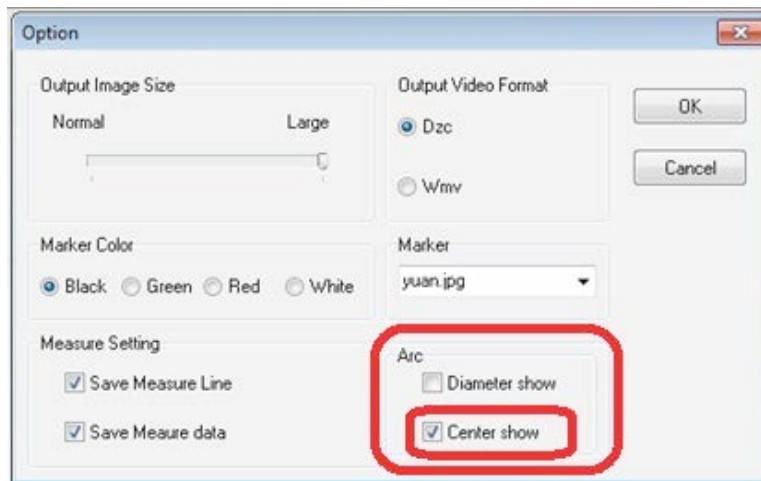 Option
Output Image Size
Normal Large
Output Video Format
Dzc
Wmv
OK
Cancel
Marker Color
Black Green Red White
Marker
yuan.jpg
Measure Setting
Save Measure Line
Save Meaure data
Arc
Diameter show
Center show